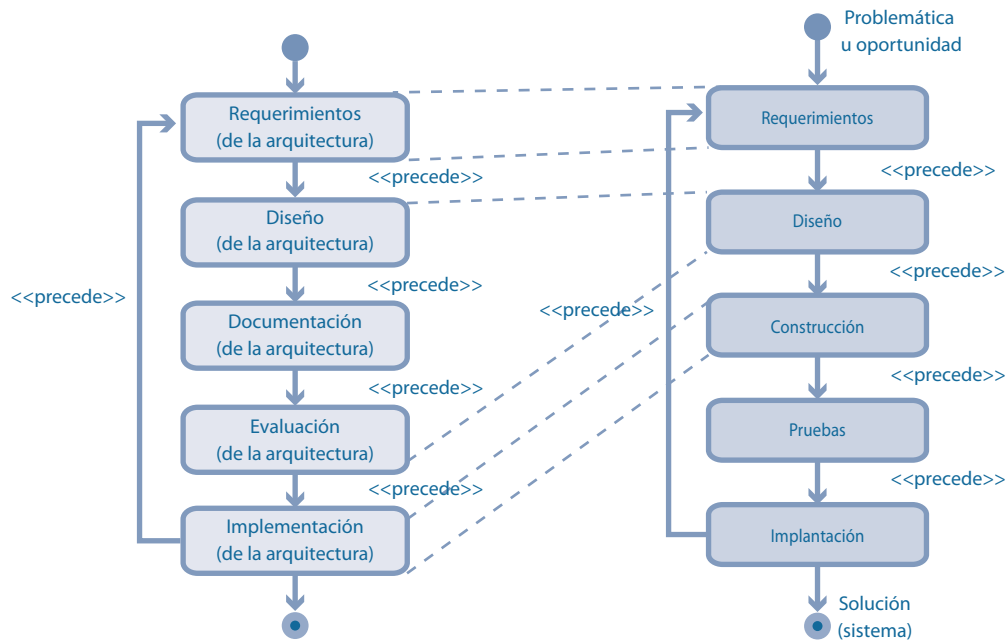 Problemática
u oportunidad
Requerimientos
(de la arquitectura)
<<precede>>
Diseño
(de la arquitectura)
<<precede>>
<<precede>>
Documentación
(de la arquitectura)
<<precede>>
Evaluación
(de la arquitectura)
<<precede>>
Implementación
(de la arquitectura)
Requerimientos
<<precede>>
Diseño
<<precede>>
<<precede>>
Construcción
<<precede>>
Pruebas
<<precede>>
Implantación
Solución
(sistema)